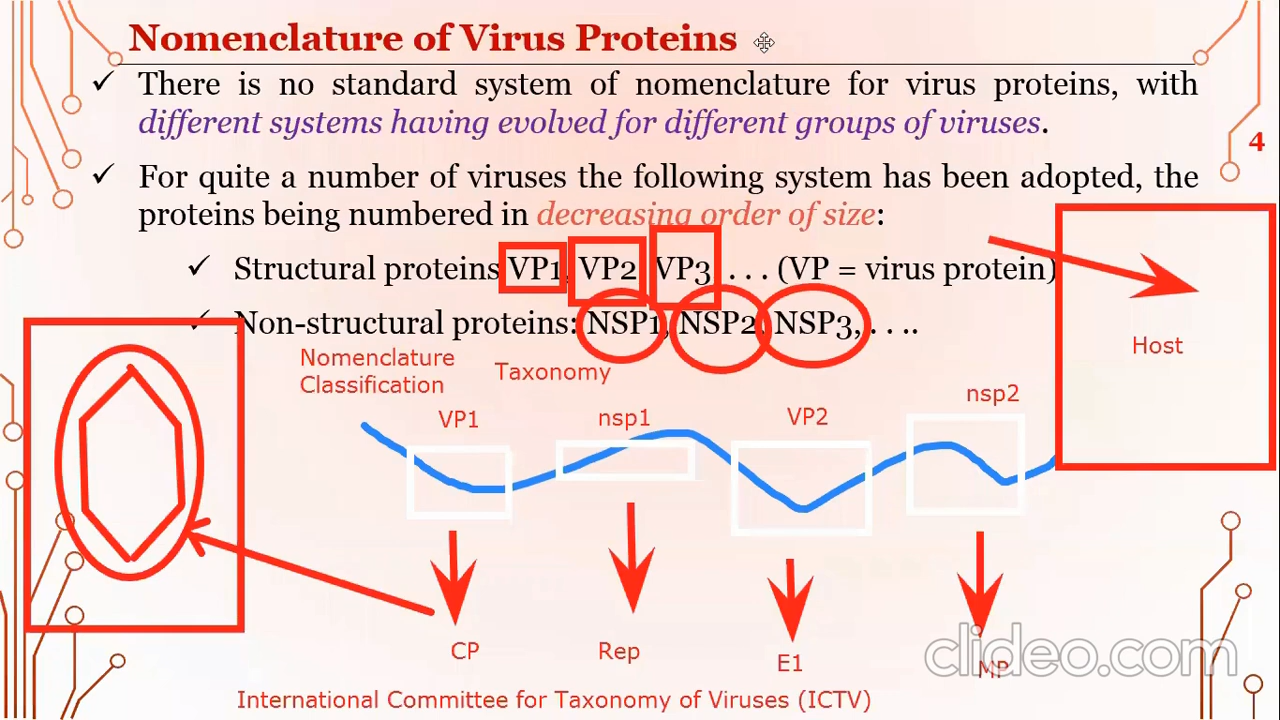 Nomenclature of Virus Proteins
✓ There is no standard system of nomenclature for virus proteins, with
different systems having evolved for different groups of viruses.
4
✓ For quite a number of viruses the following system has been adopted, the
proteins being numbered in decreasing order of size:
✓ Structural proteins VP1, VP2 VP3, . . . (VP = virus protein)
✓ Non-structural proteins: NSP1, NSP2, NSP3, . . ..
Host
Nomenclature
Classification
Taxonomy
VP1
nsp1
VP2
nsp2
CP
Rep
E1
MP
clideo.com
International Committee for Taxonomy of Viruses (ICTV)